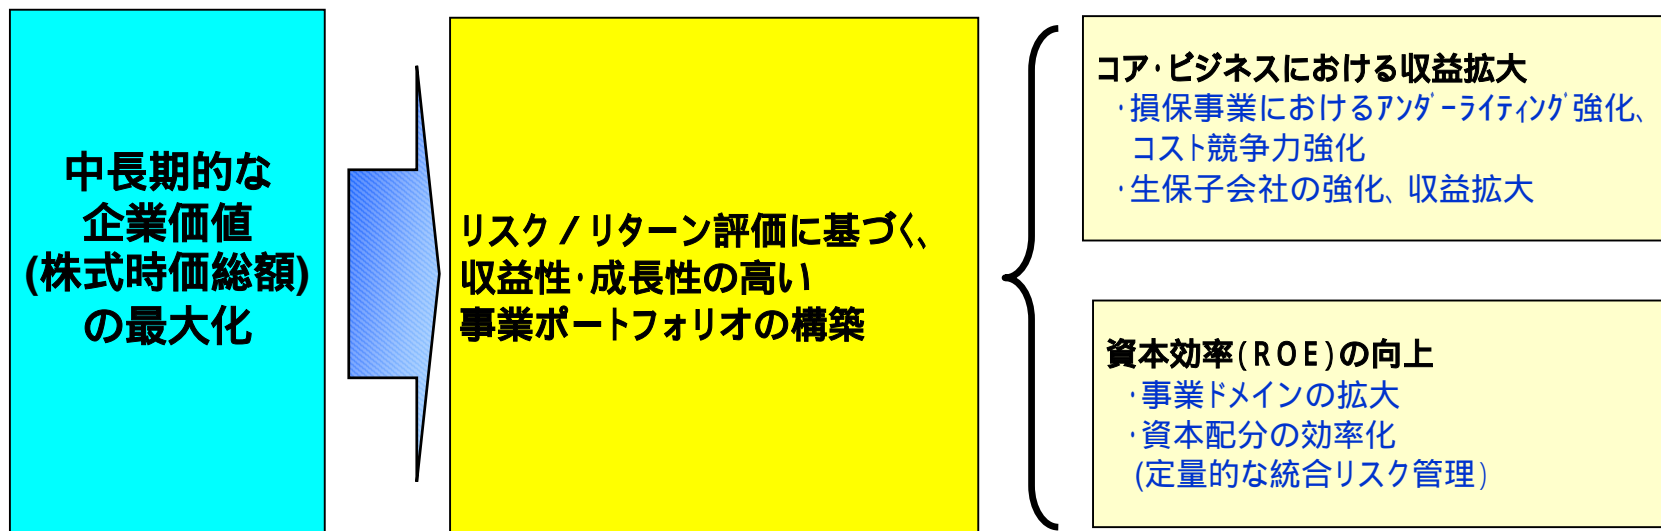 中長期的な
企業価値
(株式時価総額)
の最大化
リスク／リターン評価に基づく、
収益性・成長性の高い
事業ポートフォリオの構築
コア・ビジネスにおける収益拡大
・損保事業におけるｱﾝﾀﾞｰﾗｲﾃｨﾝｸﾞ強化、
コスト競争力強化
・生保子会社の強化、収益拡大
資本効率(ＲＯＥ)の向上
・事業ドメインの拡大
・資本配分の効率化
(定量的な統合リスク管理)